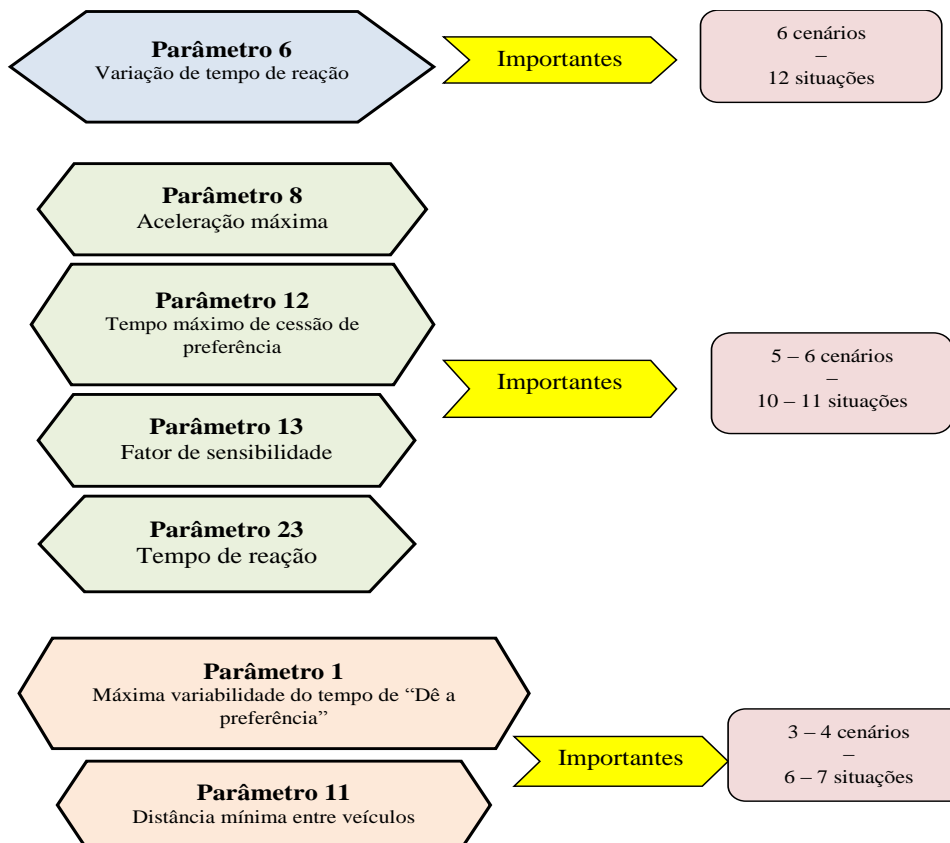 Parâmetro 6
Variação de tempo de reação
Importantes
6 cenários
–
12 situações
Parâmetro 8
Aceleração máxima
Parâmetro 12
Tempo máximo de cessão de
preferência
Parâmetro 13
Fator de sensibilidade
Parâmetro 23
Tempo de reação
Importantes
5 – 6 cenários
–
10 – 11 situações
Parâmetro 1
Máxima variabilidade do tempo de “Dê a
preferência”
Parâmetro 11
Distância mínima entre veículos
Importantes
3 – 4 cenários
–
6 – 7 situações